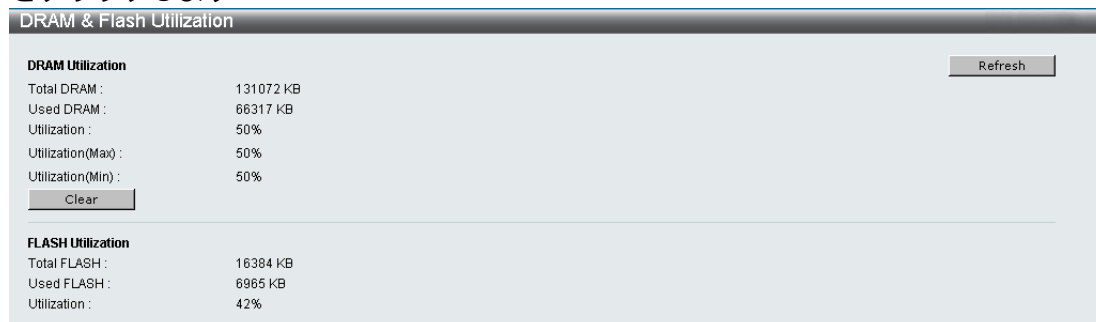 DRAM & Flash Utilization
DRAM Utilization
Refresh
Total DRAM : 131072 KB
Used DRAM : 66317 KB
Utilization : 50%
Utilization(Max) : 50%
Utilization(Min) : 50%
Clear
FLASH Utilization
Total FLASH : 16384 KB
Used FLASH : 6965 KB
Utilization : 42%